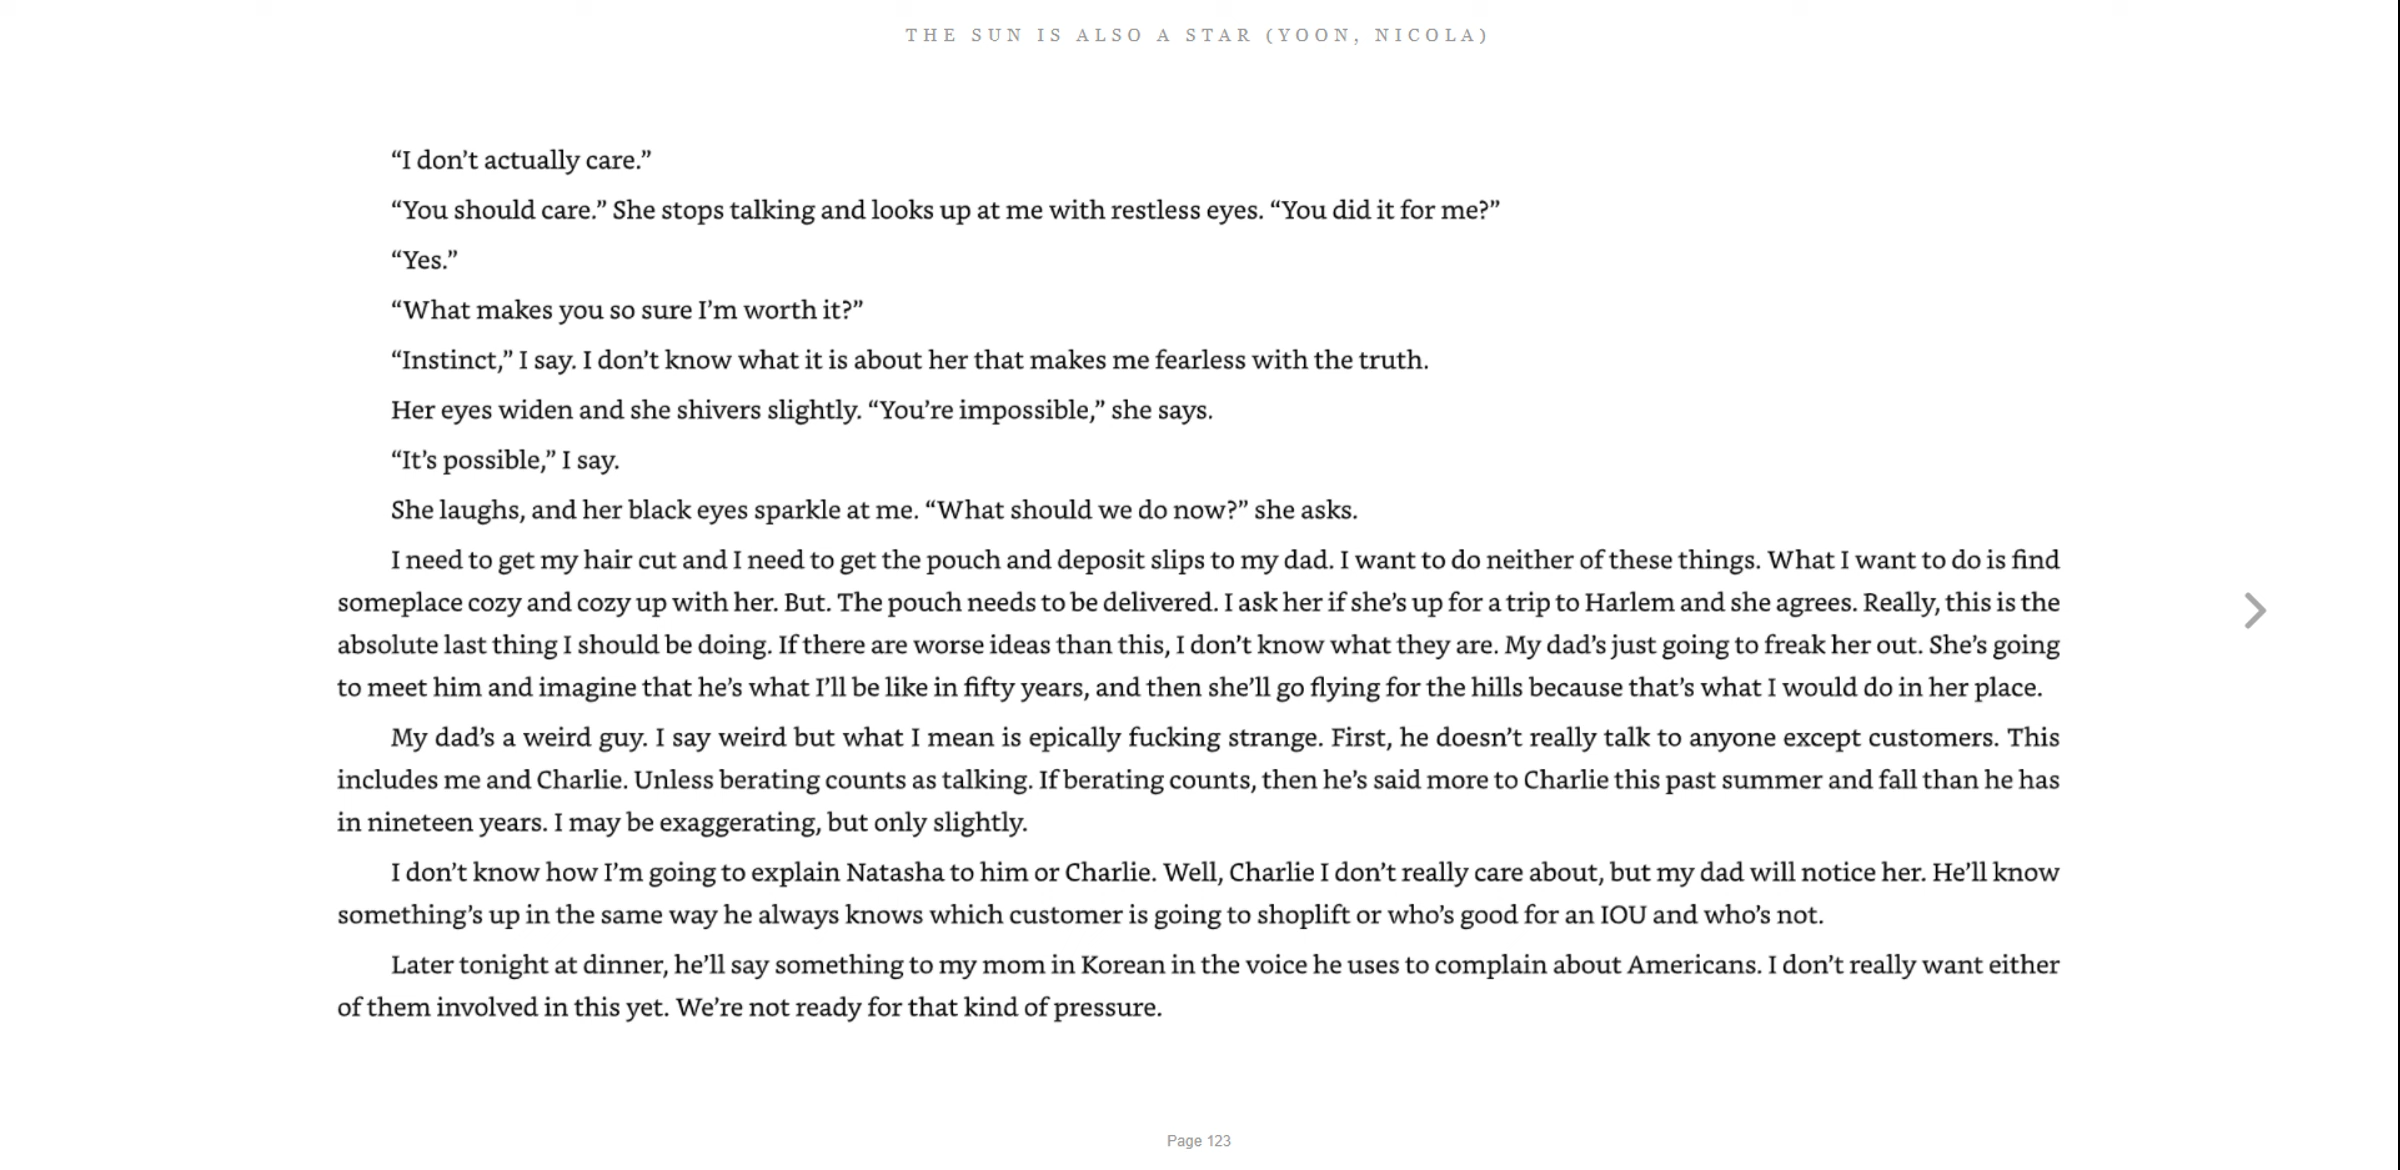 THE SUN IS ALSO A STAR (YOON, NICOLA)
“I don’t actually care.”
“You should care.” She stops talking and looks up at me with restless eyes. “You did it for me?”
“Yes.”
“What makes you so sure I’m worth it?”
“Instinct,” I say. I don’t know what it is about her that makes me fearless with the truth.
Her eyes widen and she shivers slightly. “You’re impossible,” she says.
“It’s possible,” I say.
She laughs, and her black eyes sparkle at me. “What should we do now?” she asks.
I need to get my hair cut and I need to get the pouch and deposit slips to my dad. I want to do neither of these things. What I want to do is find
someplace cozy and cozy up with her. But. The pouch needs to be delivered. I ask her if she’s up for a trip to Harlem and she agrees. Really, this is the
absolute last thing I should be doing. If there are worse ideas than this, I don’t know what they are. My dad’s just going to freak her out. She’s going
to meet him and imagine that he’s what I’ll be like in fifty years, and then she’ll go flying for the hills because that’s what I would do in her place.
My dad’s a weird guy. I say weird but what I mean is epically fucking strange. First, he doesn’t really talk to anyone except customers. This
includes me and Charlie. Unless berating counts as talking. If berating counts, then he’s said more to Charlie this past summer and fall than he has
in nineteen years. I may be exaggerating, but only slightly.
I don’t know how I’m going to explain Natasha to him or Charlie. Well, Charlie I don’t really care about, but my dad will notice her. He’ll know
something’s up in the same way he always knows which customer is going to shoplift or who’s good for an IOU and who’s not.
Later tonight at dinner, he’ll say something to my mom in Korean in the voice he uses to complain about Americans. I don’t really want either
of them involved in this yet. We’re not ready for that kind of pressure.
Page 123